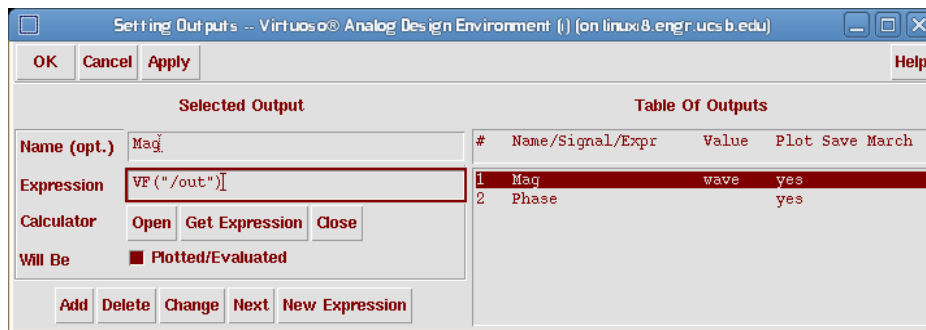 Setting Outputs -- Virtuoso® Analog Design Environment (1) (on linux8.engr.ucsb.edu)
OK Cancel Apply Help
Selected Output
Name (opt.) Mag
Expression VF("/out")
Calculator Open Get Expression Close
Will Be Plotted/Evaluated
Add Delete Change Next New Expression
Table Of Outputs
# Name/Signal/Expr Value Plot Save March
1 Mag wave yes
2 Phase yes